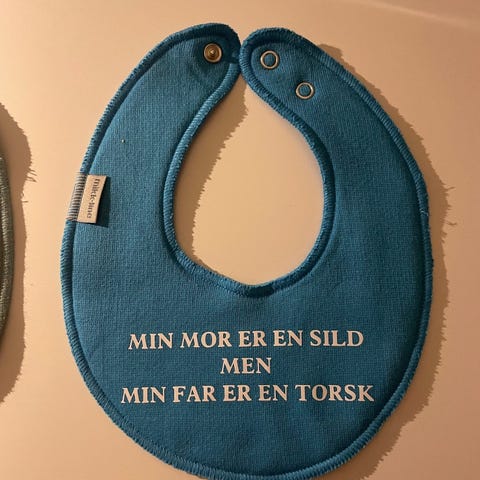 MIN MOR ER EN SILD
MEN
MIN FAR ER EN TORSK